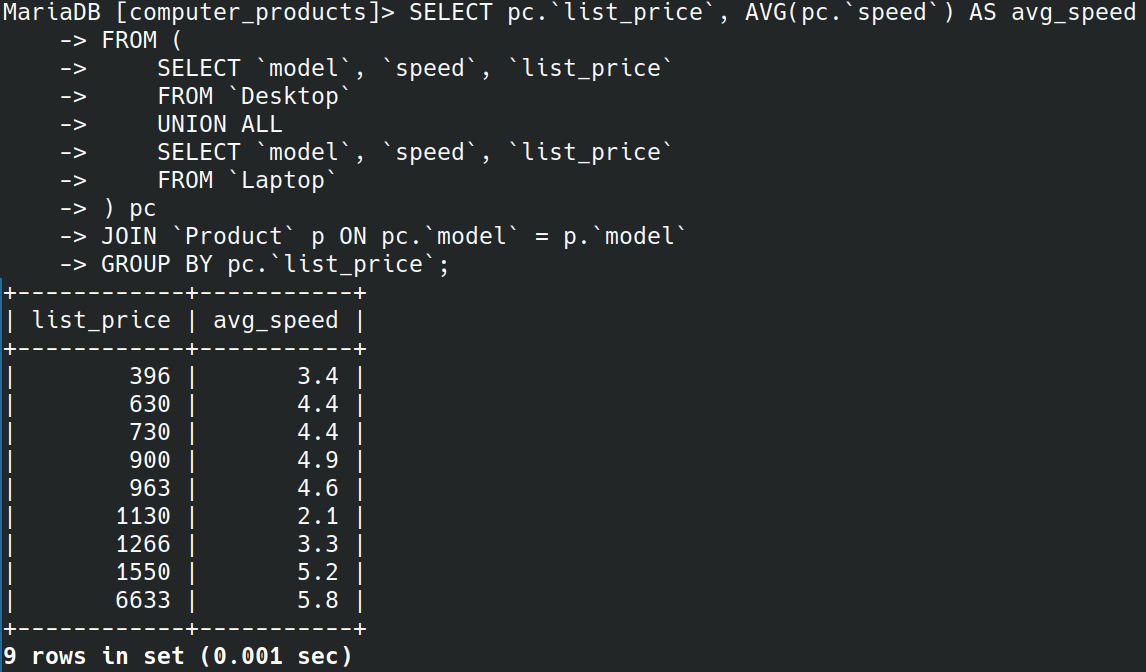 MariaDB [computer_products]> SELECT pc.`list_price`, AVG(pc.`speed`) AS avg_speed
    -> FROM (
    ->     SELECT `model`, `speed`, `list_price`
    ->     FROM `Desktop`
    ->     UNION ALL
    ->     SELECT `model`, `speed`, `list_price`
    ->     FROM `Laptop`
    -> ) pc
    -> JOIN `Product` p ON pc.`model` = p.`model`
    -> GROUP BY pc.`list_price`;
+------------+-----------+
| list_price | avg_speed |
+------------+-----------+
|        396 |       3.4 |
|        630 |       4.4 |
|        730 |       4.4 |
|        900 |       4.9 |
|        963 |       4.6 |
|       1130 |       2.1 |
|       1266 |       3.3 |
|       1550 |       5.2 |
|       6633 |       5.8 |
+------------+-----------+
9 rows in set (0.001 sec)